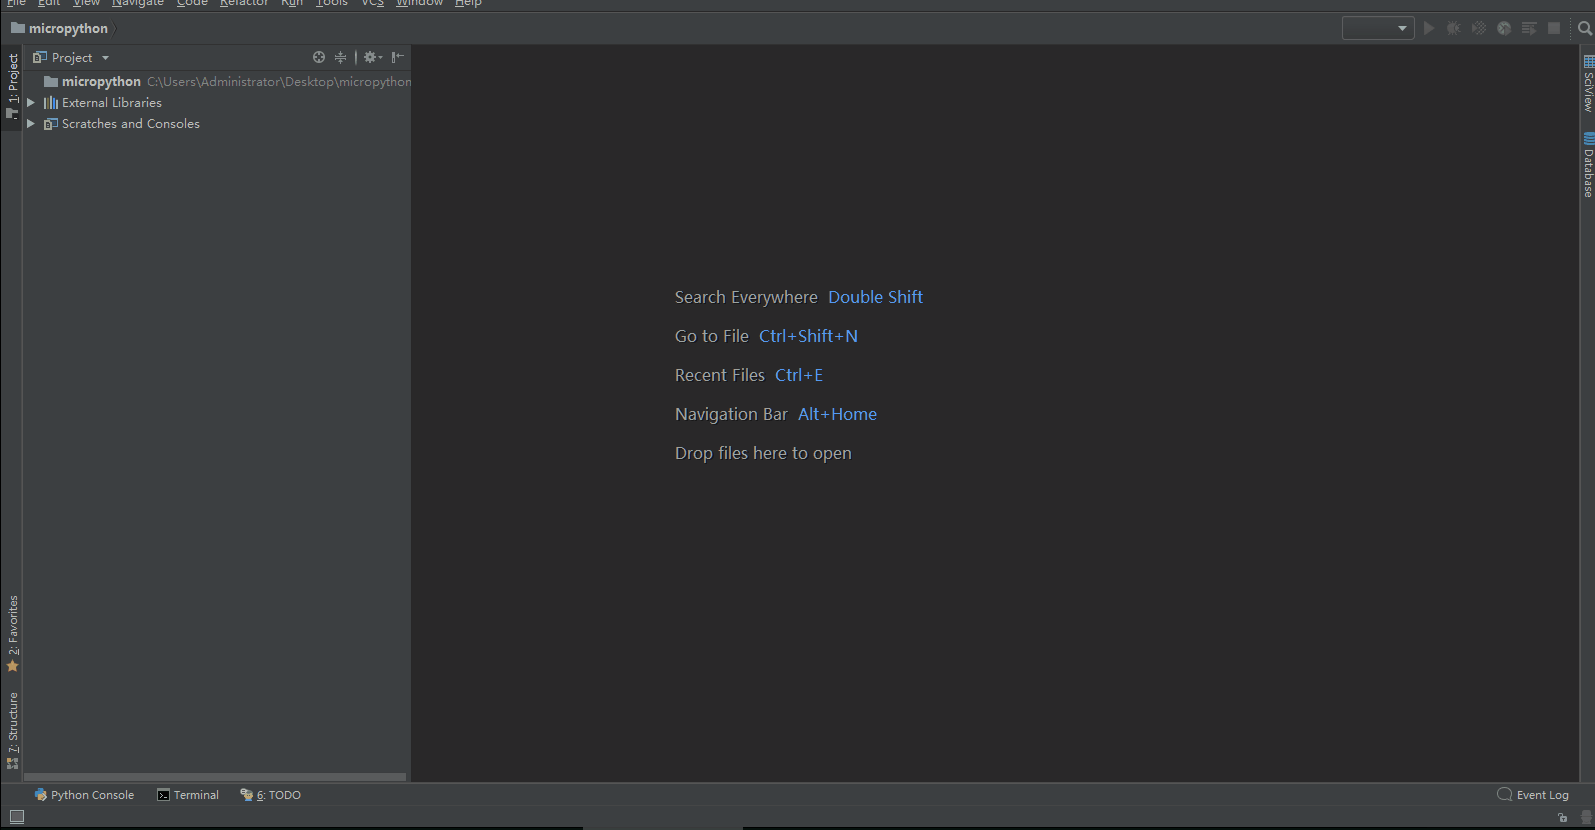 File Edit View Navigate Code Refactor Run Tools VCS Window Help
micropython
1: Project
Project
micropython C:\Users\Administrator\Desktop\micropython
External Libraries
Scratches and Consoles
Search Everywhere Double Shift
Go to File Ctrl+Shift+N
Recent Files Ctrl+E
Navigation Bar Alt+Home
Drop files here to open
SciView
Database
2: Favorites
7: Structure
Python Console Terminal 6: TODO Event Log